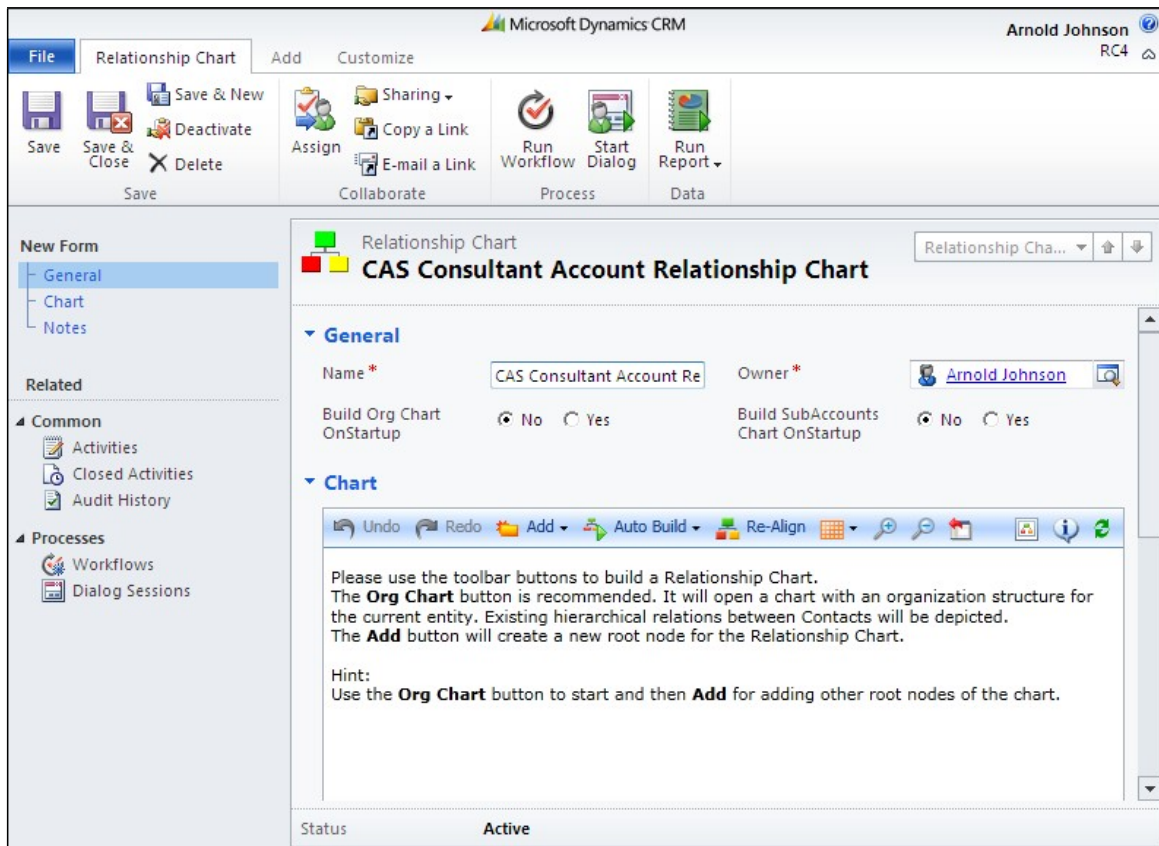 Microsoft Dynamics CRM
Arnold Johnson
RC4
File
Relationship Chart
Add
Customize
Save
Save & Close
Save & New
Deactivate
Delete
Save
Assign
Sharing
Copy a Link
E-mail a Link
Collaborate
Run Workflow
Start Dialog
Process
Run Report
Data
New Form
General
Chart
Notes
Related
Common
Activities
Closed Activities
Audit History
Processes
Workflows
Dialog Sessions
Relationship Chart
CAS Consultant Account Relationship Chart
Relationship Cha...
General
Name *
CAS Consultant Account Re
Owner *
Arnold Johnson
Build Org Chart
OnStartup
No Yes
Build SubAccounts
Chart OnStartup
No Yes
Chart
Undo Redo Add Auto Build Re-Align
Please use the toolbar buttons to build a Relationship Chart.
The Org Chart button is recommended. It will open a chart with an organization structure for
the current entity. Existing hierarchical relations between Contacts will be depicted.
The Add button will create a new root node for the Relationship Chart.
Hint:
Use the Org Chart button to start and then Add for adding other root nodes of the chart.
Status Active